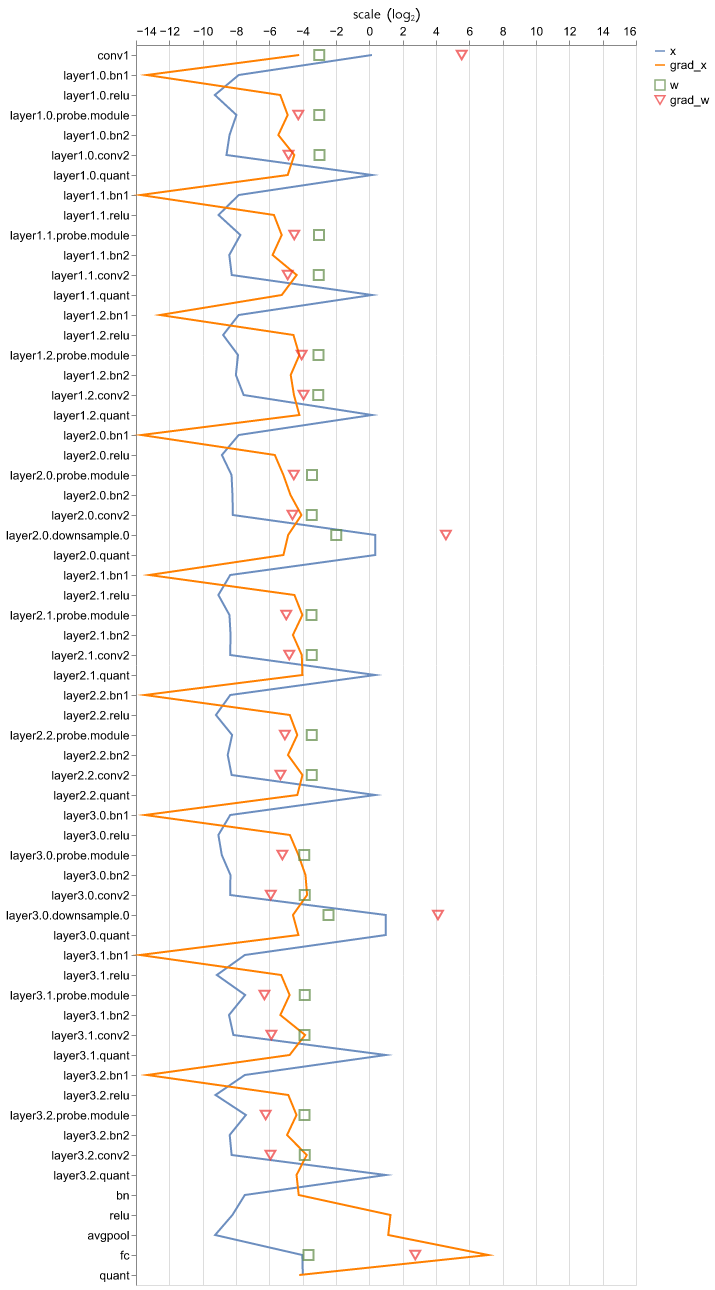 scale (log₂)
−14 −12 −10 −8 −6 −4 −2 0 2 4 6 8 10 12 14 16
x
grad_x
w
grad_w
conv1
layer1.0.bn1
layer1.0.relu
layer1.0.probe.module
layer1.0.bn2
layer1.0.conv2
layer1.0.quant
layer1.1.bn1
layer1.1.relu
layer1.1.probe.module
layer1.1.bn2
layer1.1.conv2
layer1.1.quant
layer1.2.bn1
layer1.2.relu
layer1.2.probe.module
layer1.2.bn2
layer1.2.conv2
layer1.2.quant
layer2.0.bn1
layer2.0.relu
layer2.0.probe.module
layer2.0.bn2
layer2.0.conv2
layer2.0.downsample.0
layer2.0.quant
layer2.1.bn1
layer2.1.relu
layer2.1.probe.module
layer2.1.bn2
layer2.1.conv2
layer2.1.quant
layer2.2.bn1
layer2.2.relu
layer2.2.probe.module
layer2.2.bn2
layer2.2.conv2
layer2.2.quant
layer3.0.bn1
layer3.0.relu
layer3.0.probe.module
layer3.0.bn2
layer3.0.conv2
layer3.0.downsample.0
layer3.0.quant
layer3.1.bn1
layer3.1.relu
layer3.1.probe.module
layer3.1.bn2
layer3.1.conv2
layer3.1.quant
layer3.2.bn1
layer3.2.relu
layer3.2.probe.module
layer3.2.bn2
layer3.2.conv2
layer3.2.quant
bn
relu
avgpool
fc
quant